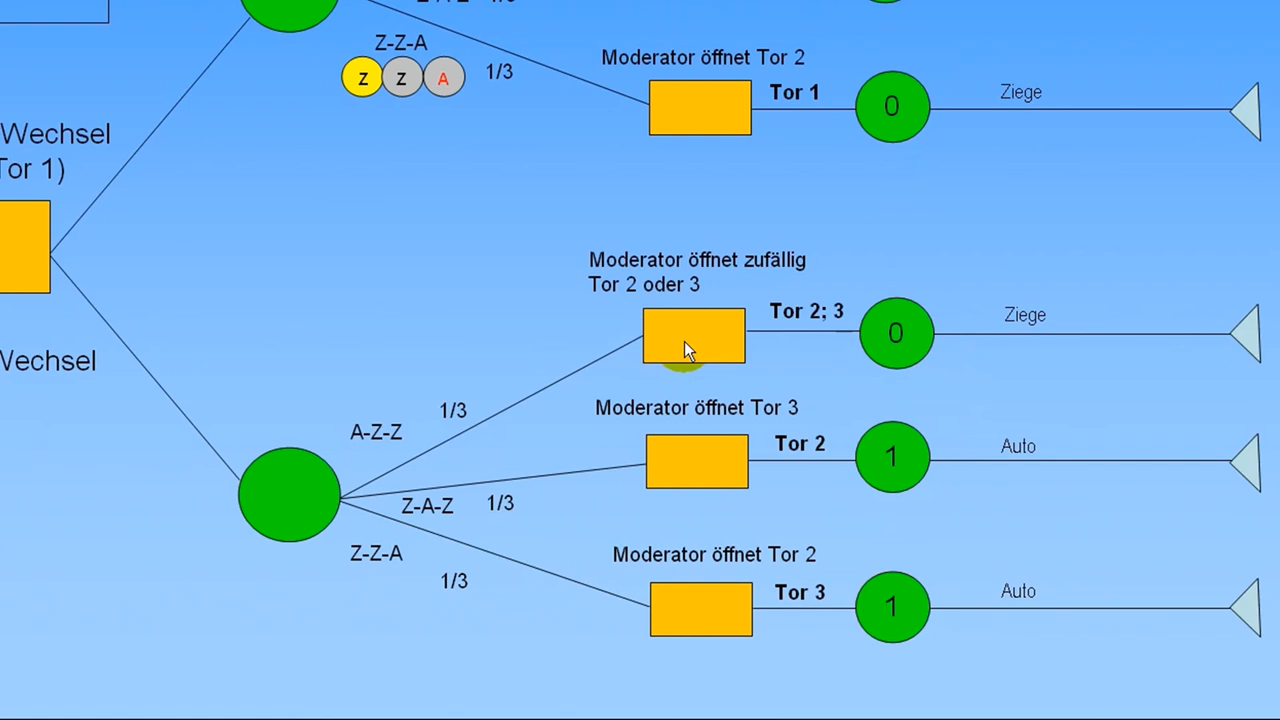 Z-Z-A
Z Z A
1/3
Moderator öffnet Tor 2
Tor 1
0
Ziege
Wechsel
Tor 1)
Moderator öffnet zufällig
Tor 2 oder 3
Tor 2; 3
0
Ziege
Wechsel
1/3
A-Z-Z
Moderator öffnet Tor 3
Tor 2
1
Auto
Z-A-Z
1/3
Z-Z-A
1/3
Moderator öffnet Tor 2
Tor 3
1
Auto